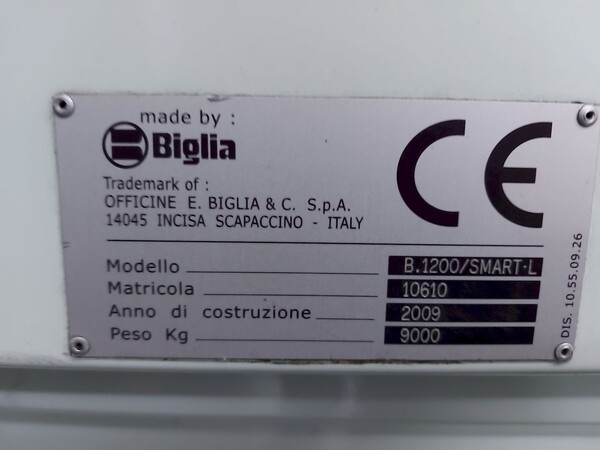 made by :
Biglia
Trademark of :
OFFICINE E. BIGLIA & C. S.p.A.
14045 INCISA SCAPACCINO - ITALY
CE
Modello B.1200/SMART-L
Matricola 10610
Anno di costruzione 2009
Peso Kg 9000
DIS. 10.55.09.26